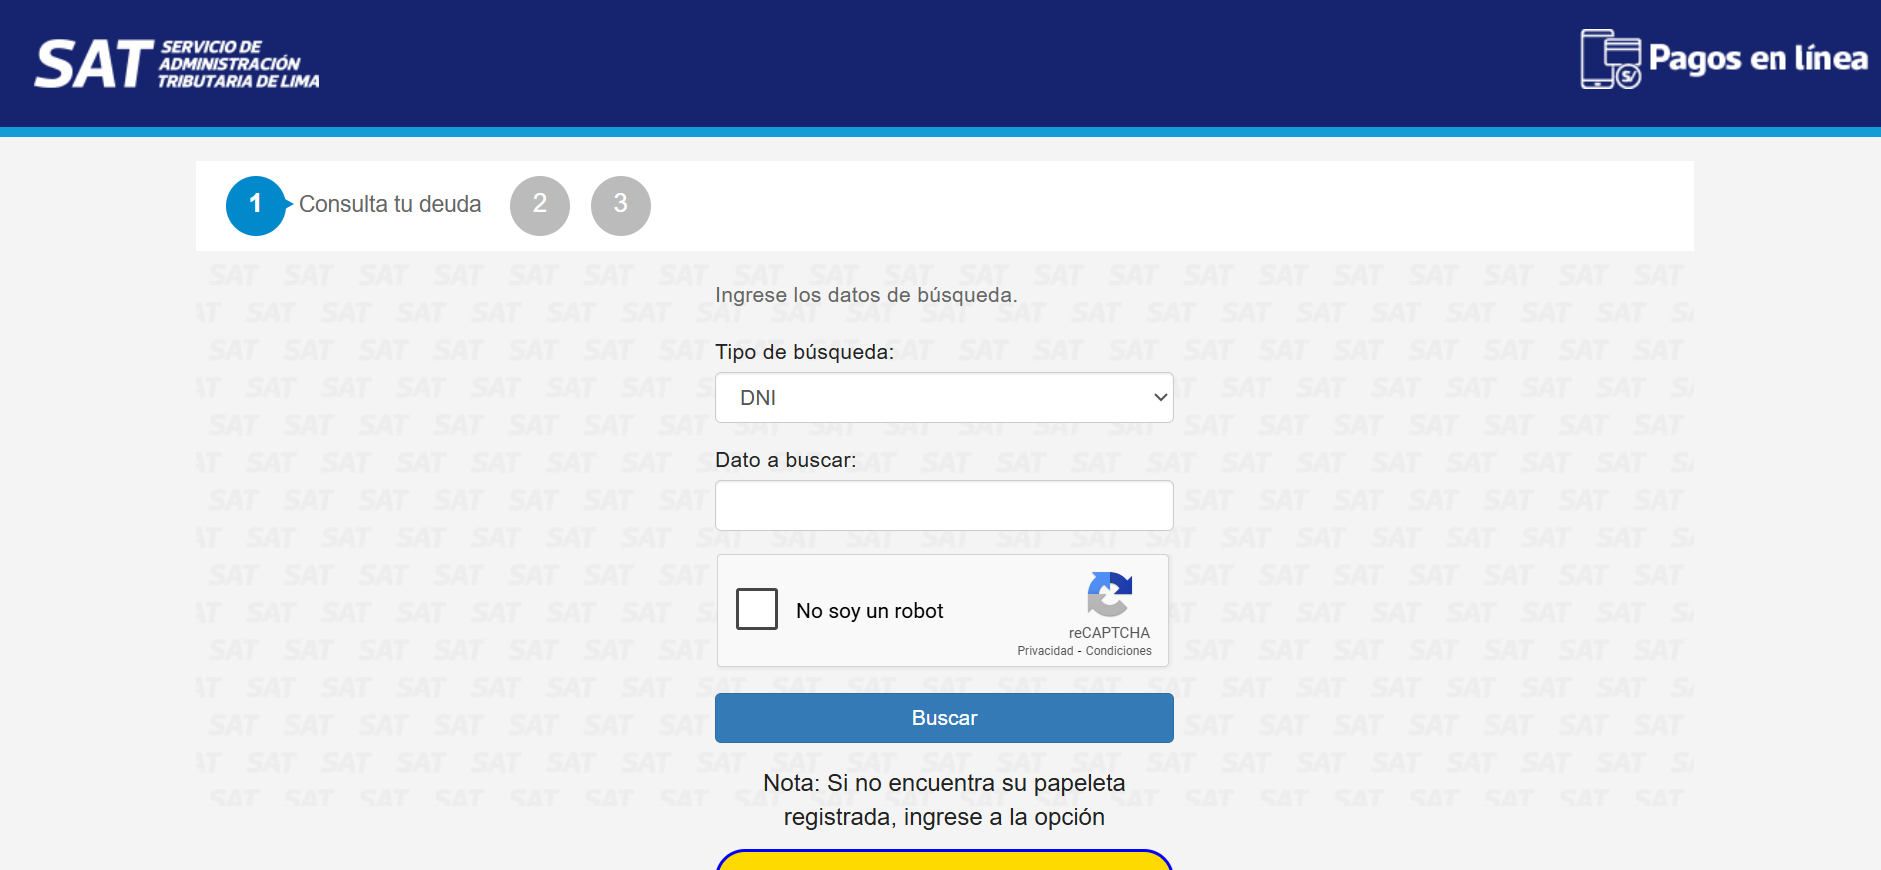 SAT SERVICIO DE
ADMINISTRACIÓN
TRIBUTARIA DE LIMA
S/ Pagos en línea
1 Consulta tu deuda 2 3
Ingrese los datos de búsqueda.
Tipo de búsqueda:
DNI
Dato a buscar:
No soy un robot
reCAPTCHA
Privacidad - Condiciones
Buscar
Nota: Si no encuentra su papeleta
registrada, ingrese a la opción